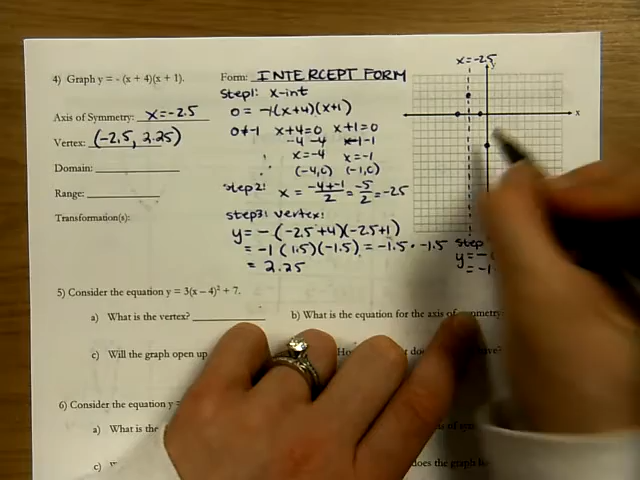 4) Graph y = - (x + 4)(x + 1).
Form: INTERCEPT FORM
Axis of Symmetry: x=-2.5
Vertex: (-2.5, 2.25)
Domain:
Range:
Transformation(s):
Step1: x-int
0 = -1(x+4)(x+1)
0≠-1 x+4=0 x+1=0
-4 -4 -1 -1
x=-4 x=-1
(-4,0) (-1,0)
Step2: x = -4+-1/2 = -5/2 = -2.5
Step3: vertex:
y = - (-2.5+4)(-2.5+1)
= -1 (1.5)(-1.5) = -1.5 · -1.5
= 2.25
x=-2.5
y
x
Step
y=-
=-1
5) Consider the equation y = 3(x – 4)² + 7.
a) What is the vertex?
b) What is the equation for the axis of symmetry?
c) Will the graph open up
6) Consider the equation y =
a) What is the
c)
does the graph